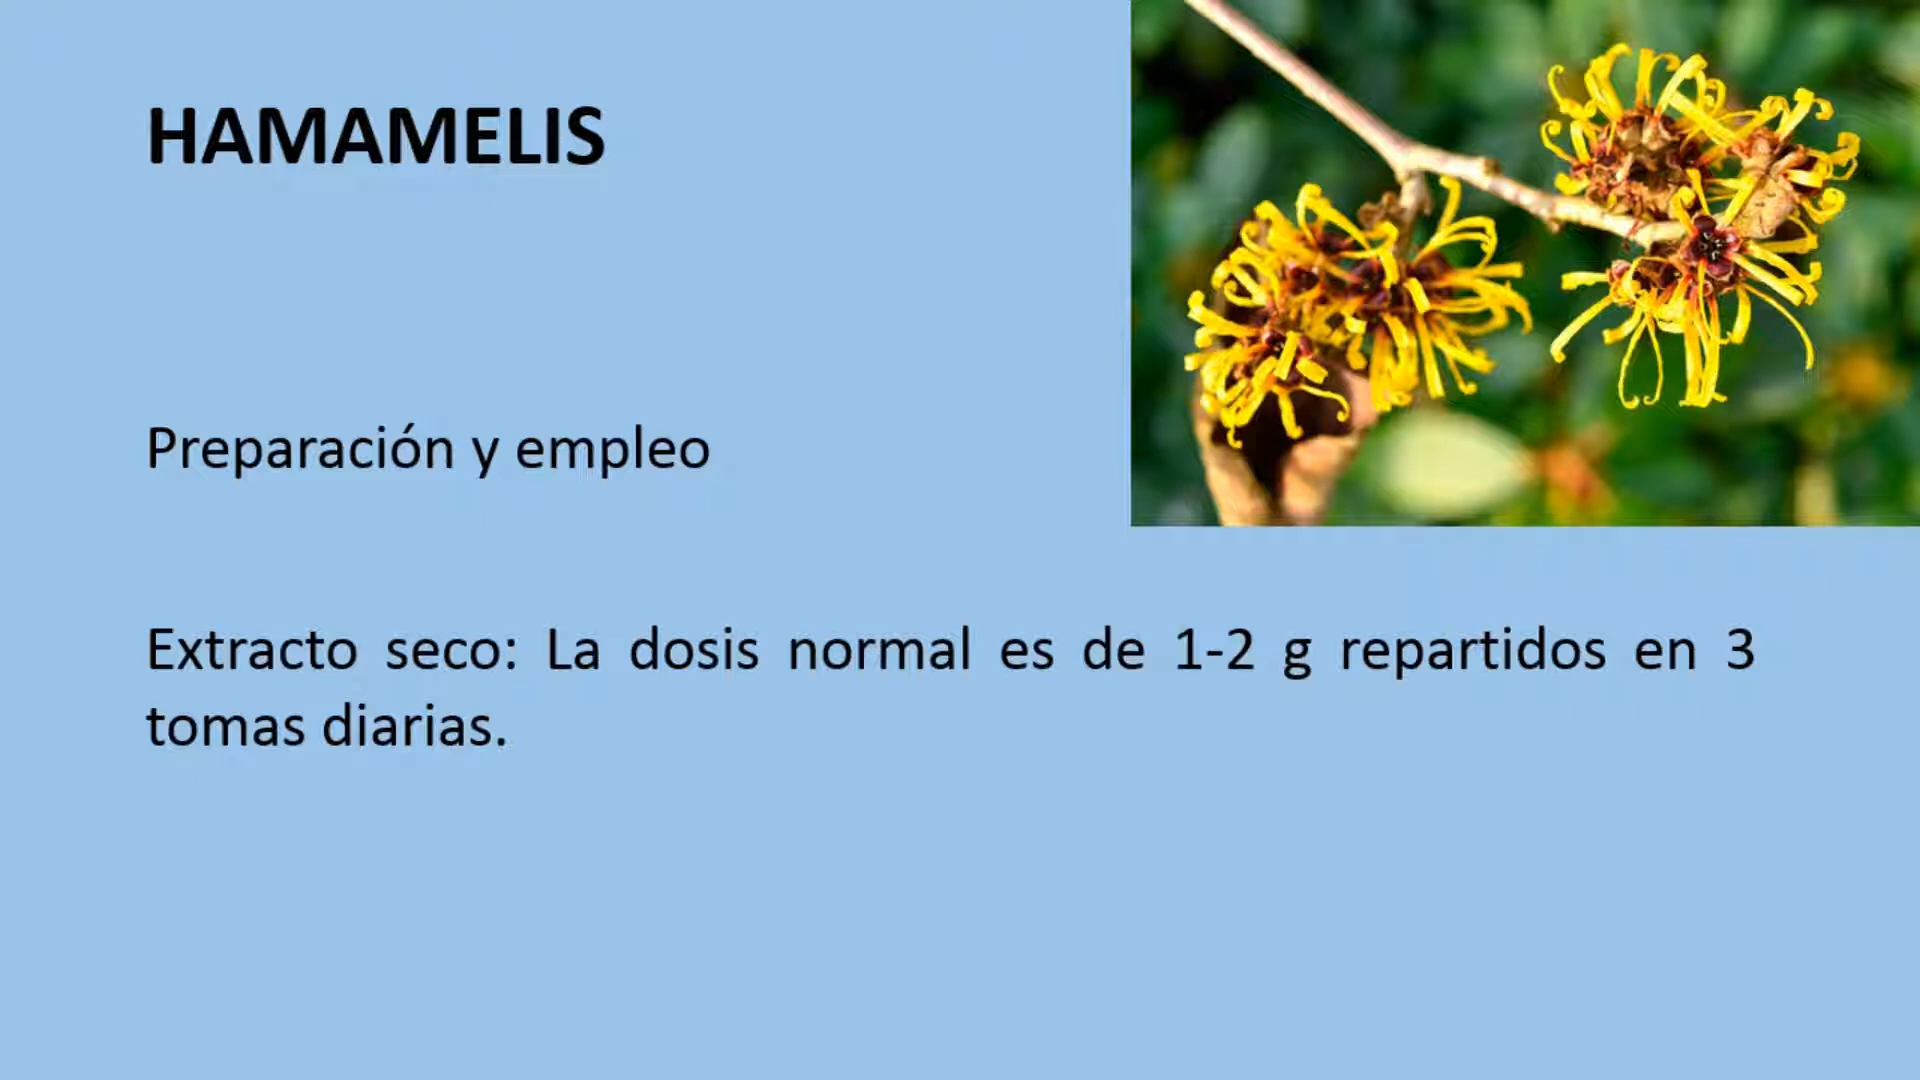 HAMAMELIS
Preparación y empleo
Extracto seco: La dosis normal es de 1-2 g repartidos en 3
tomas diarias.